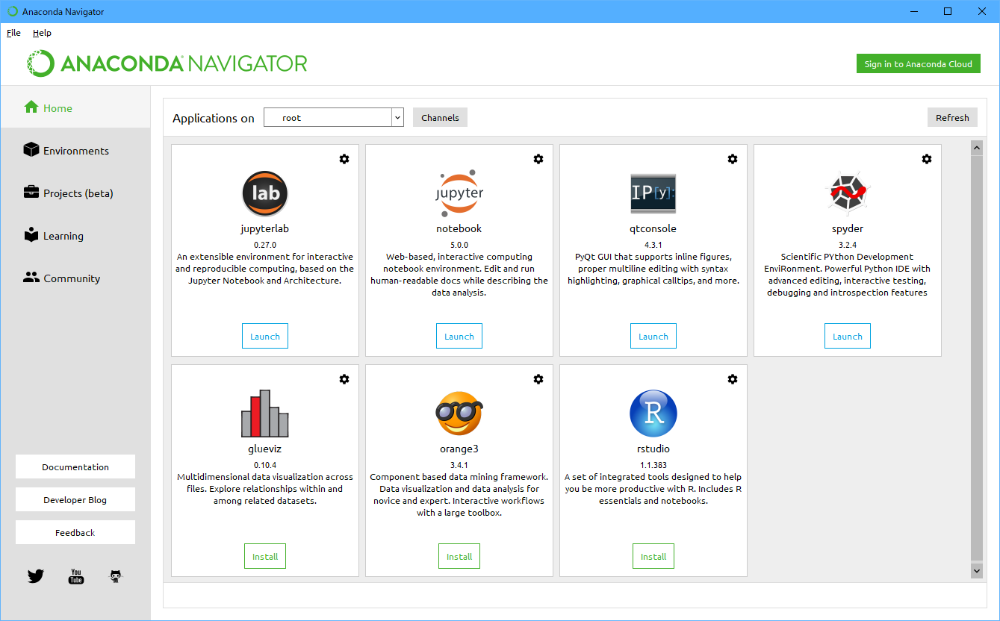 Anaconda Navigator
File Help
ANACONDA NAVIGATOR
Sign in to Anaconda Cloud
Home
Environments
Projects (beta)
Learning
Community
Documentation
Developer Blog
Feedback
You
Tube
Applications on root Channels Refresh
lab
jupyterlab
0.27.0
An extensible environment for interactive
and reproducible computing, based on the
Jupyter Notebook and Architecture.
Launch
jupyter
notebook
5.0.0
Web-based, interactive computing
notebook environment. Edit and run
human-readable docs while describing the
data analysis.
Launch
IP[y]:
qtconsole
4.3.1
PyQt GUI that supports inline figures,
proper multiline editing with syntax
highlighting, graphical calltips, and more.
Launch
spyder
3.2.4
Scientific PYthon Development
EnviRonment. Powerful Python IDE with
advanced editing, interactive testing,
debugging and introspection features
Launch
glueviz
0.10.4
Multidimensional data visualization across
files. Explore relationships within and
among related datasets.
Install
orange3
3.4.1
Component based data mining framework.
Data visualization and data analysis for
novice and expert. Interactive workflows
with a large toolbox.
Install
R
rstudio
1.1.383
A set of integrated tools designed to help
you be more productive with R. Includes R
essentials and notebooks.
Install